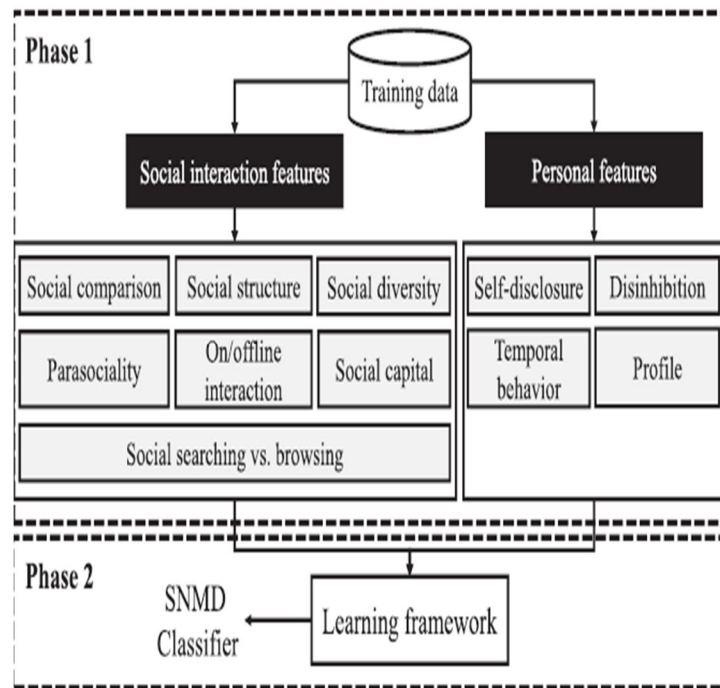 Phase 1
Training data
Social interaction features
Personal features
Social comparison
Social structure
Social diversity
Self-disclosure
Disinhibition
Parasociality
On/offline
interaction
Social capital
Temporal
behavior
Profile
Social searching vs. browsing
Phase 2
SNMD
Classifier
Learning framework